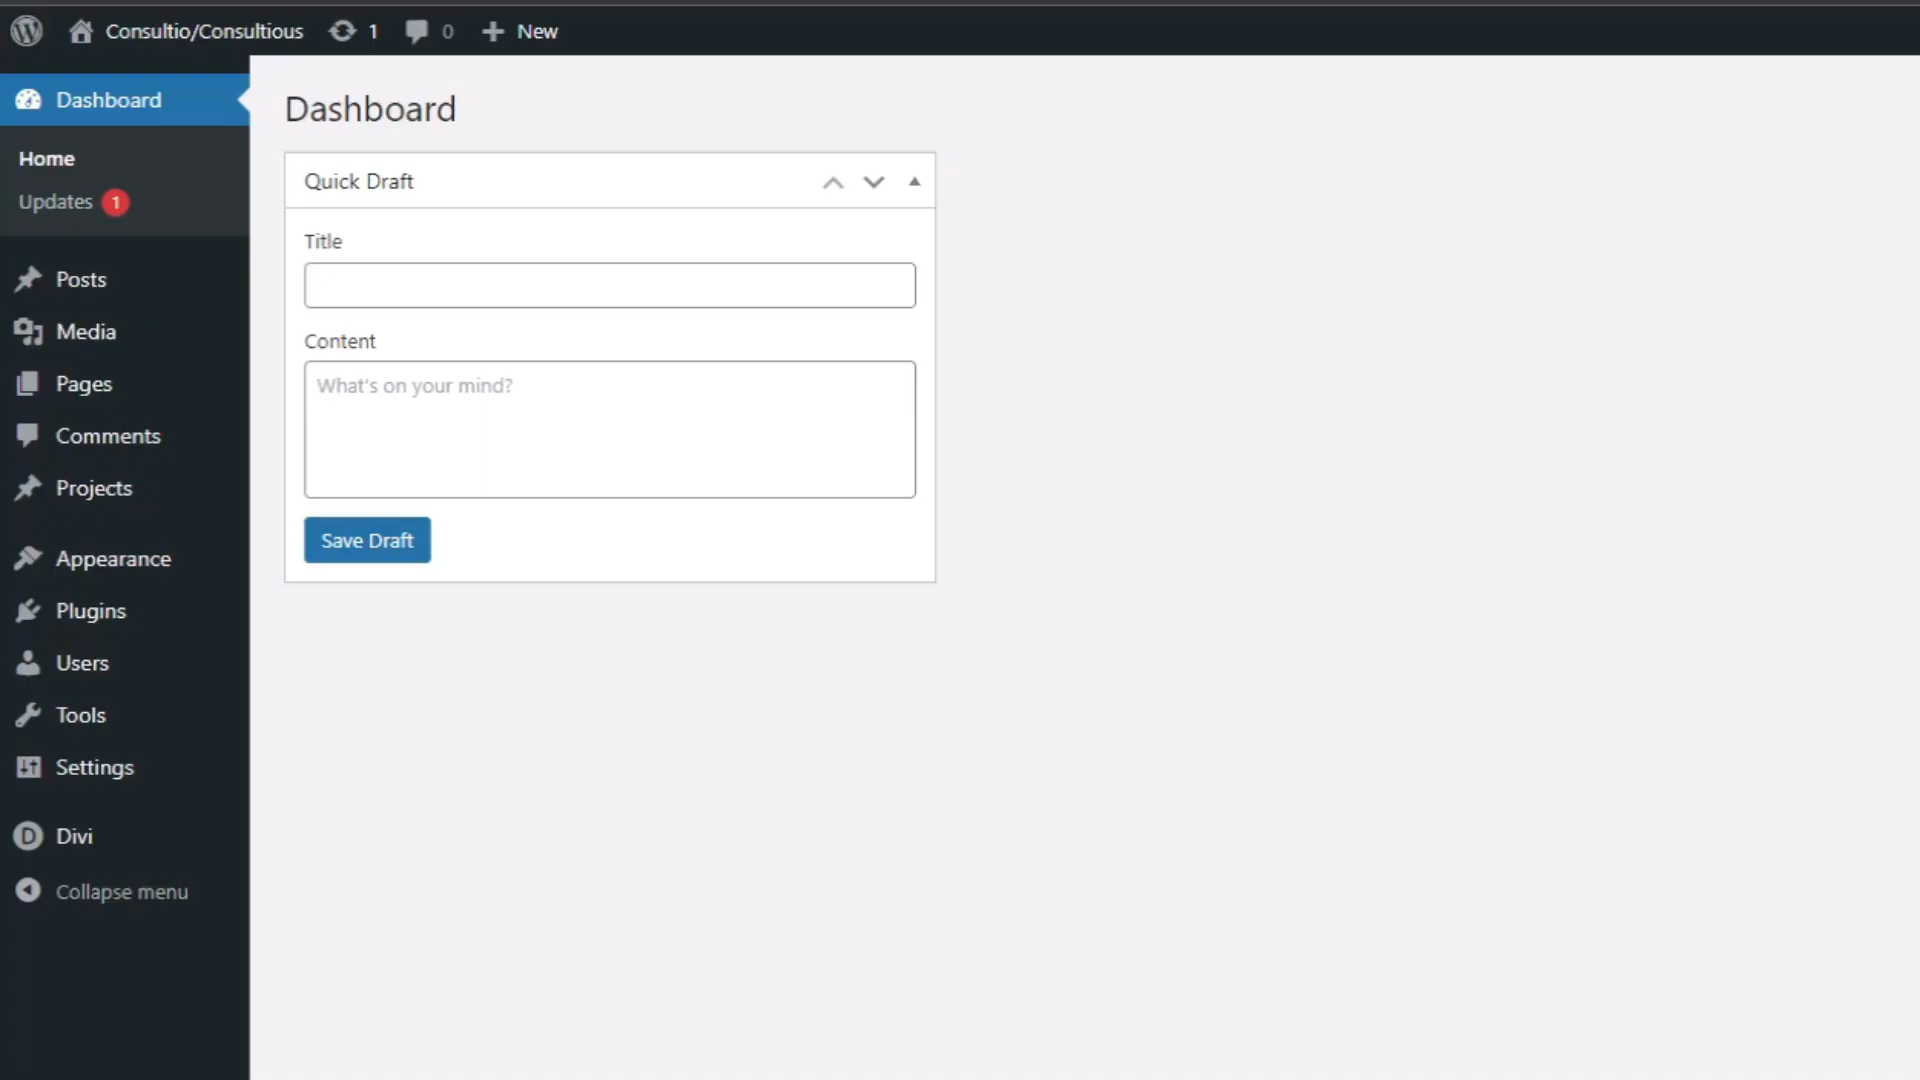 Consultio/Consultious 1 0 New
Dashboard
Home
Updates 1
Posts
Media
Pages
Comments
Projects
Appearance
Plugins
Users
Tools
Settings
Divi
Collapse menu
Dashboard
Quick Draft
Title
Content
What's on your mind?
Save Draft